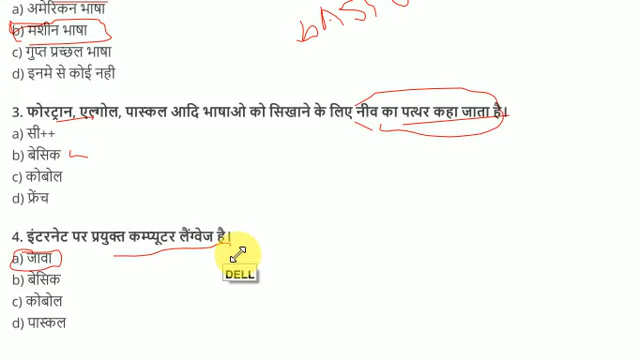 a) अमेरिकन भाषा
b) मशीन भाषा
c) गुप्त प्रच्छल भाषा
d) इनमे से कोई नही
3. फोरट्रान, एल्गोल, पास्कल आदि भाषाओ को सिखाने के लिए नीव का पत्थर कहा जाता है।
a) सी++
b) बेसिक
c) कोबोल
d) फ्रेंच
4. इंटरनेट पर प्रयुक्त कम्प्यूटर लैंग्वेज है।
a) जावा
DELL
b) बेसिक
c) कोबोल
d) पास्कल